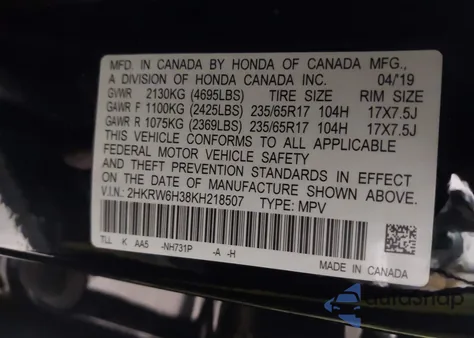 MFD. IN CANADA BY HONDA OF CANADA MFG.,
A DIVISION OF HONDA CANADA INC. 04/19
GVWR 2130KG (4695LBS) TIRE SIZE RIM SIZE
GAWR F 1100KG (2425LBS) 235/65R17 104H 17X7.5J
GAWR R 1075KG (2369LBS) 235/65R17 104H 17X7.5J
THIS VEHICLE CONFORMS TO ALL APPLICABLE
FEDERAL MOTOR VEHICLE SAFETY
AND THEFT PREVENTION STANDARDS IN EFFECT
ON THE DATE OF MANUFACTURE SHOWN ABOVE.
V.I.N.: 2HKRW6H38KH218507 TYPE: MPV
TLL K AA5 -NH731P -A -H
MADE IN
CANADA
autosnap